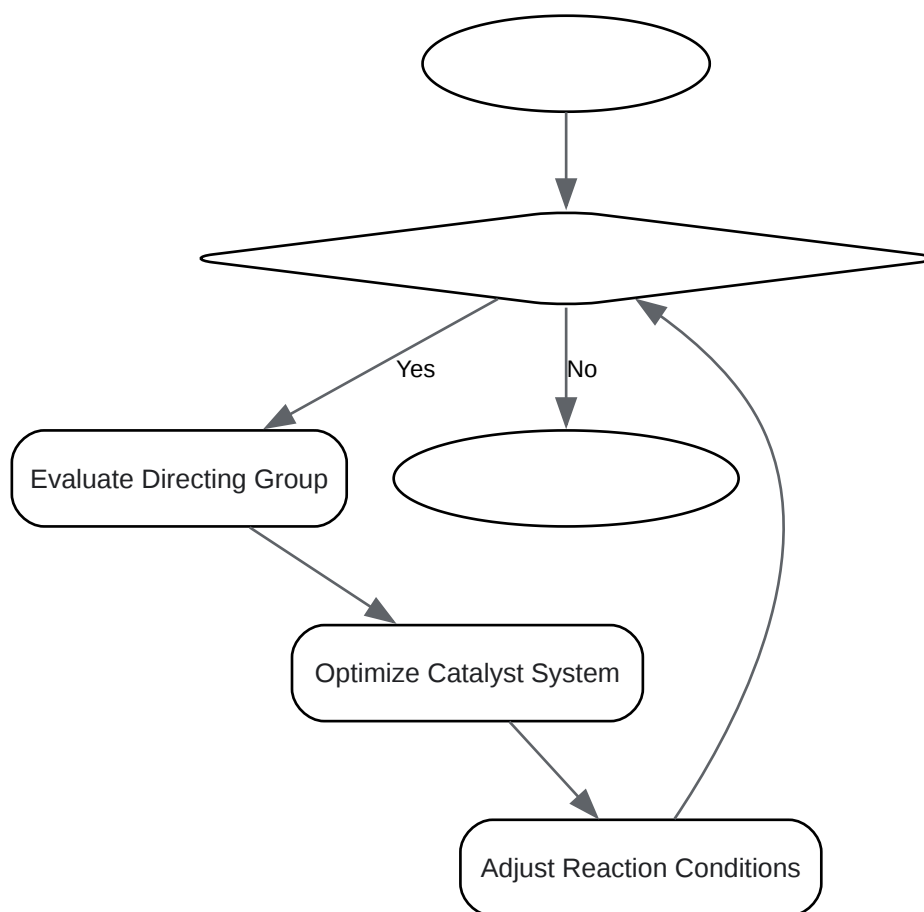 Yes
No
Evaluate Directing Group
Optimize Catalyst System
Adjust Reaction Conditions